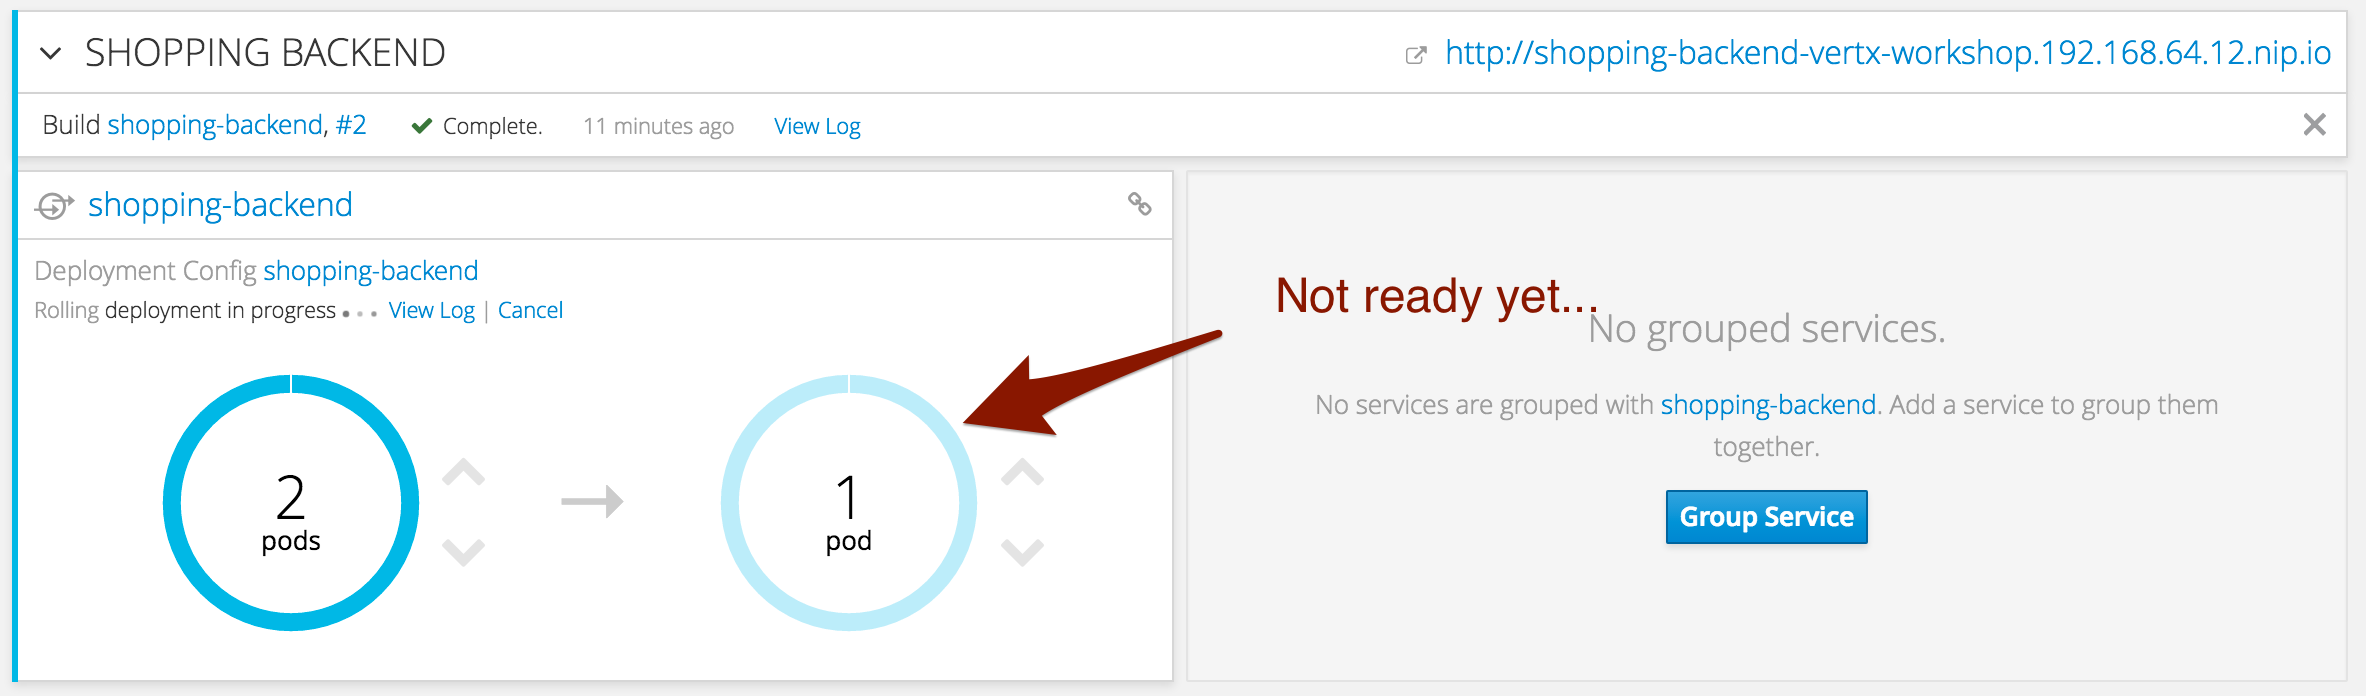 SHOPPING BACKEND
http://shopping-backend-vertx-workshop.192.168.64.12.nip.io
Build shopping-backend, #2 Complete. 11 minutes ago View Log
shopping-backend
Deployment Config shopping-backend
Rolling deployment in progress View Log | Cancel
2
pods
1
pod
Not ready yet...
No grouped services.
No services are grouped with shopping-backend. Add a service to group them
together.
Group Service